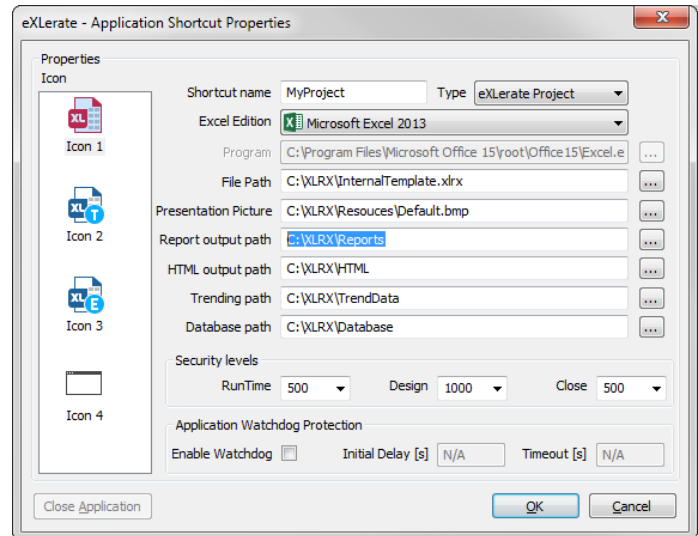 eXLerate - Application Shortcut Properties
Properties
Icon
XL
Icon 1
XL T
Icon 2
XL E
Icon 3
Icon 4
Shortcut name MyProject Type eXLerate Project
Excel Edition Microsoft Excel 2013
Program C:\Program Files\Microsoft Office 15\root\Office15\Excel.e ...
File Path C:\XLRX\InternalTemplate.xlrx ...
Presentation Picture C:\XLRX\Resouces\Default.bmp ...
Report output path C:\XLRX\Reports ...
HTML output path C:\XLRX\HTML ...
Trending path C:\XLRX\TrendData ...
Database path C:\XLRX\Database ...
Security levels
RunTime 500 Design 1000 Close 500
Application Watchdog Protection
Enable Watchdog Initial Delay [s] N/A Timeout [s] N/A
Close Application OK Cancel